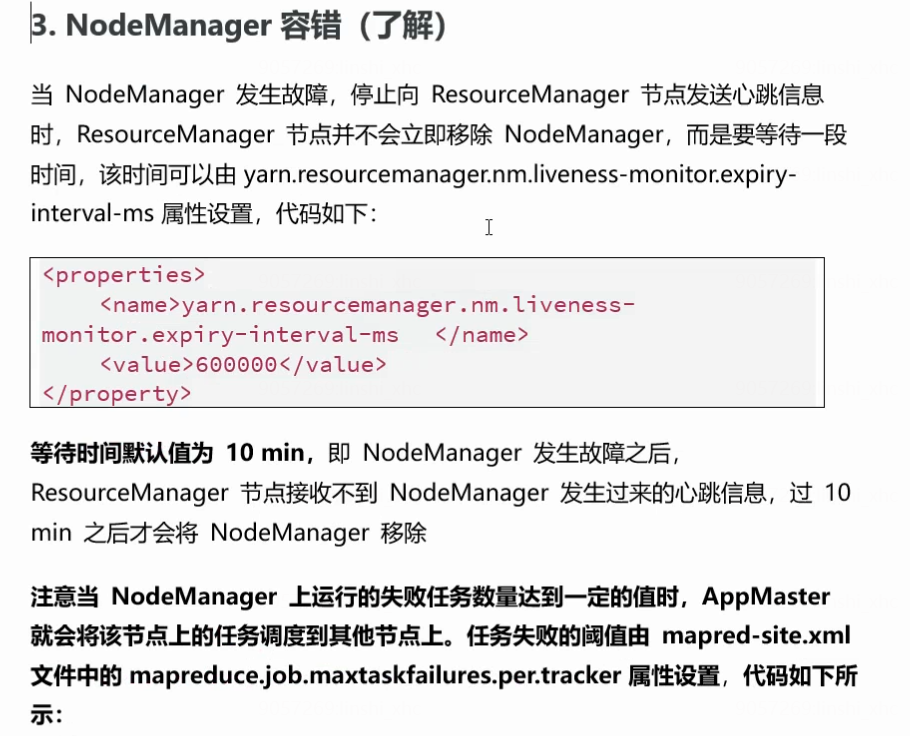 3. NodeManager 容错（了解）
当 NodeManager 发生故障，停止向 ResourceManager 节点发送心跳信息
时，ResourceManager 节点并不会立即移除 NodeManager，而是要等待一段
时间，该时间可以由 yarn.resourcemanager.nm.liveness-monitor.expiry-
interval-ms 属性设置，代码如下：
<properties>
    <name>yarn.resourcemanager.nm.liveness-
monitor.expiry-interval-ms   </name>
    <value>600000</value>
</property>
等待时间默认值为 10 min，即 NodeManager 发生故障之后，
ResourceManager 节点接收不到 NodeManager 发生过来的心跳信息，过 10
min 之后才会将 NodeManager 移除
注意当 NodeManager 上运行的失败任务数量达到一定的值时，AppMaster
就会将该节点上的任务调度到其他节点上。任务失败的阈值由 mapred-site.xml
文件中的 mapreduce.job.maxtaskfailures.per.tracker 属性设置，代码如下所
示：